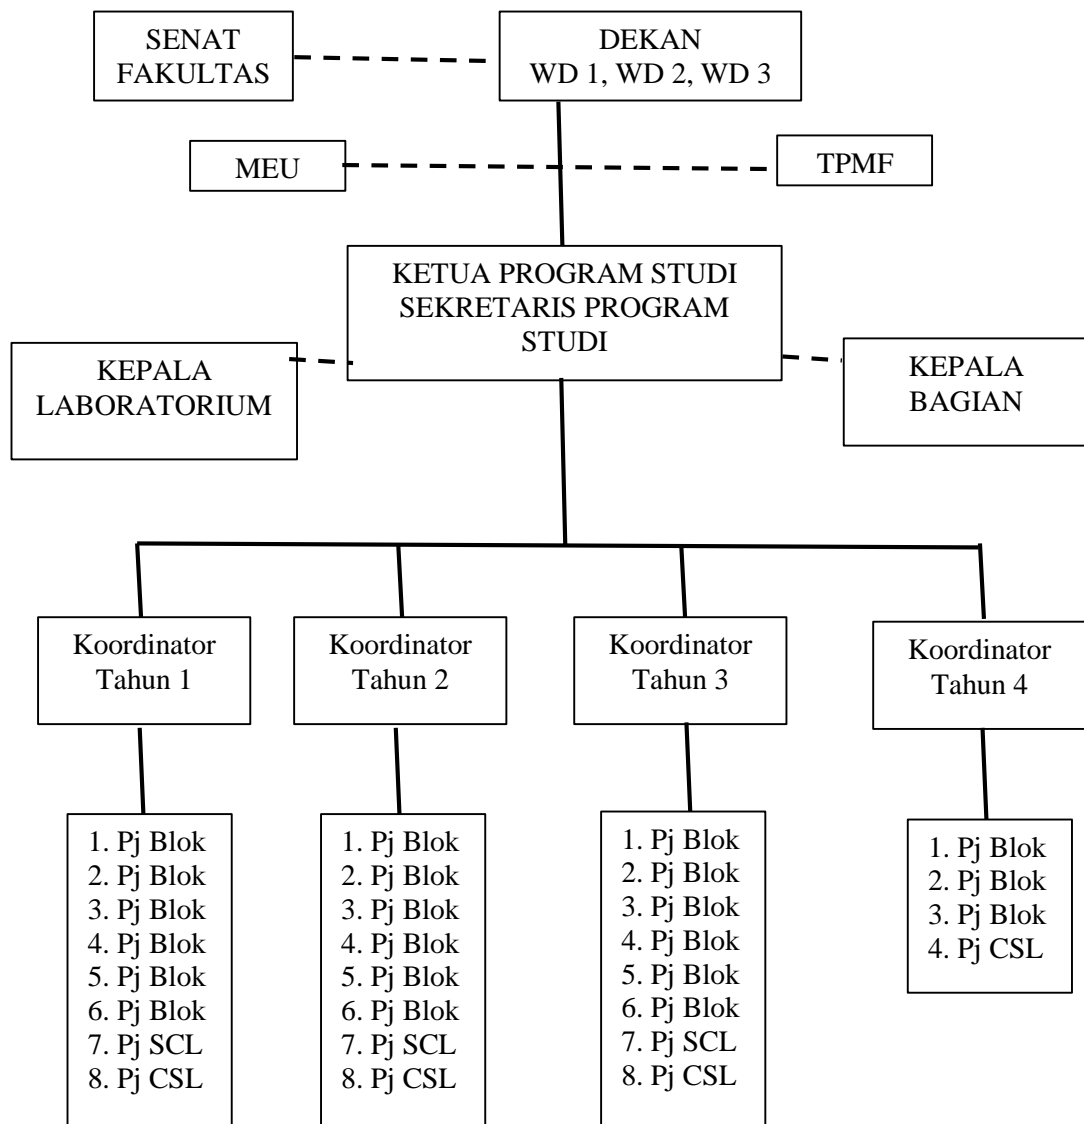 SENAT
FAKULTAS
DEKAN
WD 1, WD 2, WD 3
MEU
TPMF
KETUA PROGRAM STUDI
SEKRETARIS PROGRAM
STUDI
KEPALA
LABORATORIUM
KEPALA
BAGIAN
Koordinator
Tahun 1
Koordinator
Tahun 2
Koordinator
Tahun 3
Koordinator
Tahun 4
1. Pj Blok
2. Pj Blok
3. Pj Blok
4. Pj Blok
5. Pj Blok
6. Pj Blok
7. Pj SCL
8. Pj CSL
1. Pj Blok
2. Pj Blok
3. Pj Blok
4. Pj Blok
5. Pj Blok
6. Pj Blok
7. Pj SCL
8. Pj CSL
1. Pj Blok
2. Pj Blok
3. Pj Blok
4. Pj Blok
5. Pj Blok
6. Pj Blok
7. Pj SCL
8. Pj CSL
1. Pj Blok
2. Pj Blok
3. Pj Blok
4. Pj CSL